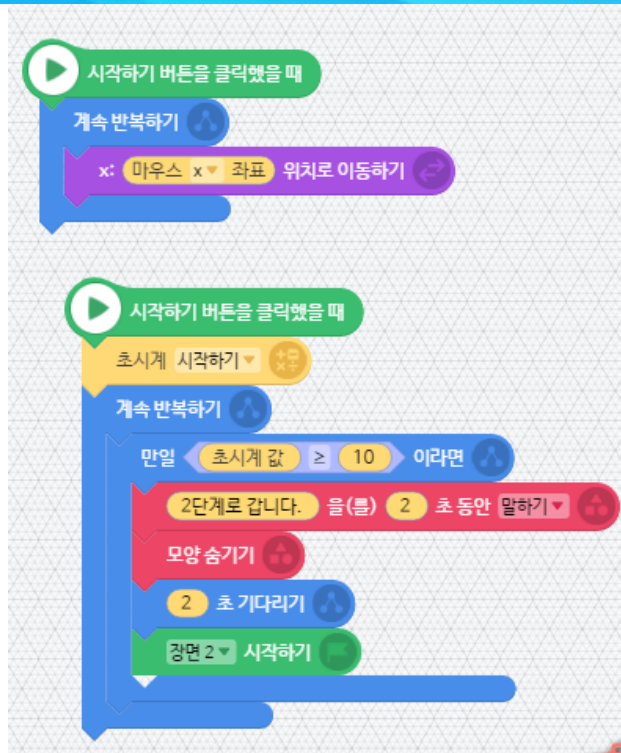 시작하기 버튼을 클릭했을 때
계속 반복하기
x: 마우스 x 좌표 위치로 이동하기
시작하기 버튼을 클릭했을 때
초시계 시작하기
계속 반복하기
만일 초시계 값 ≥ 10 이라면
2단계로 갑니다. 을(를) 2 초 동안 말하기
모양 숨기기
2 초 기다리기
장면 2 시작하기